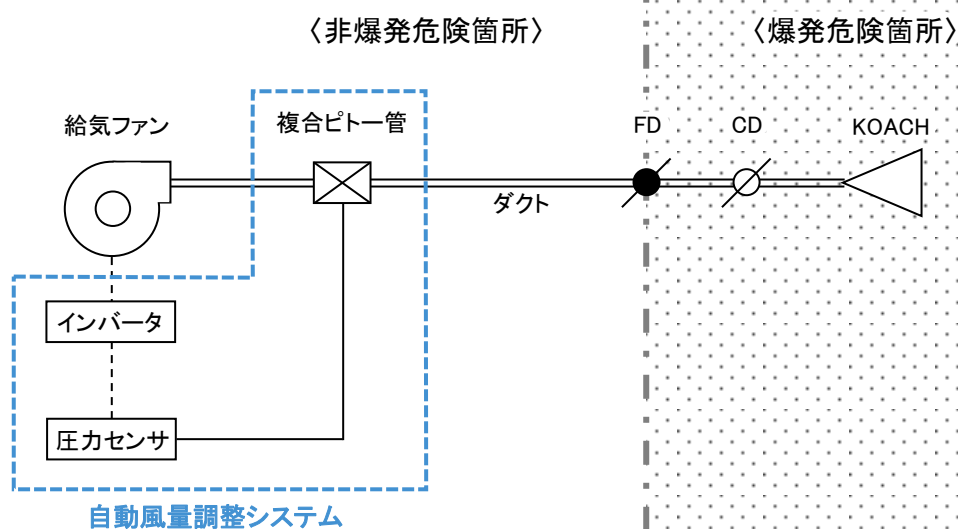 〈非爆発危険箇所〉
〈爆発危険箇所〉
給気ファン
複合ピトー管
FD
CD
KOACH
ダクト
インバータ
圧力センサ
自動風量調整システム